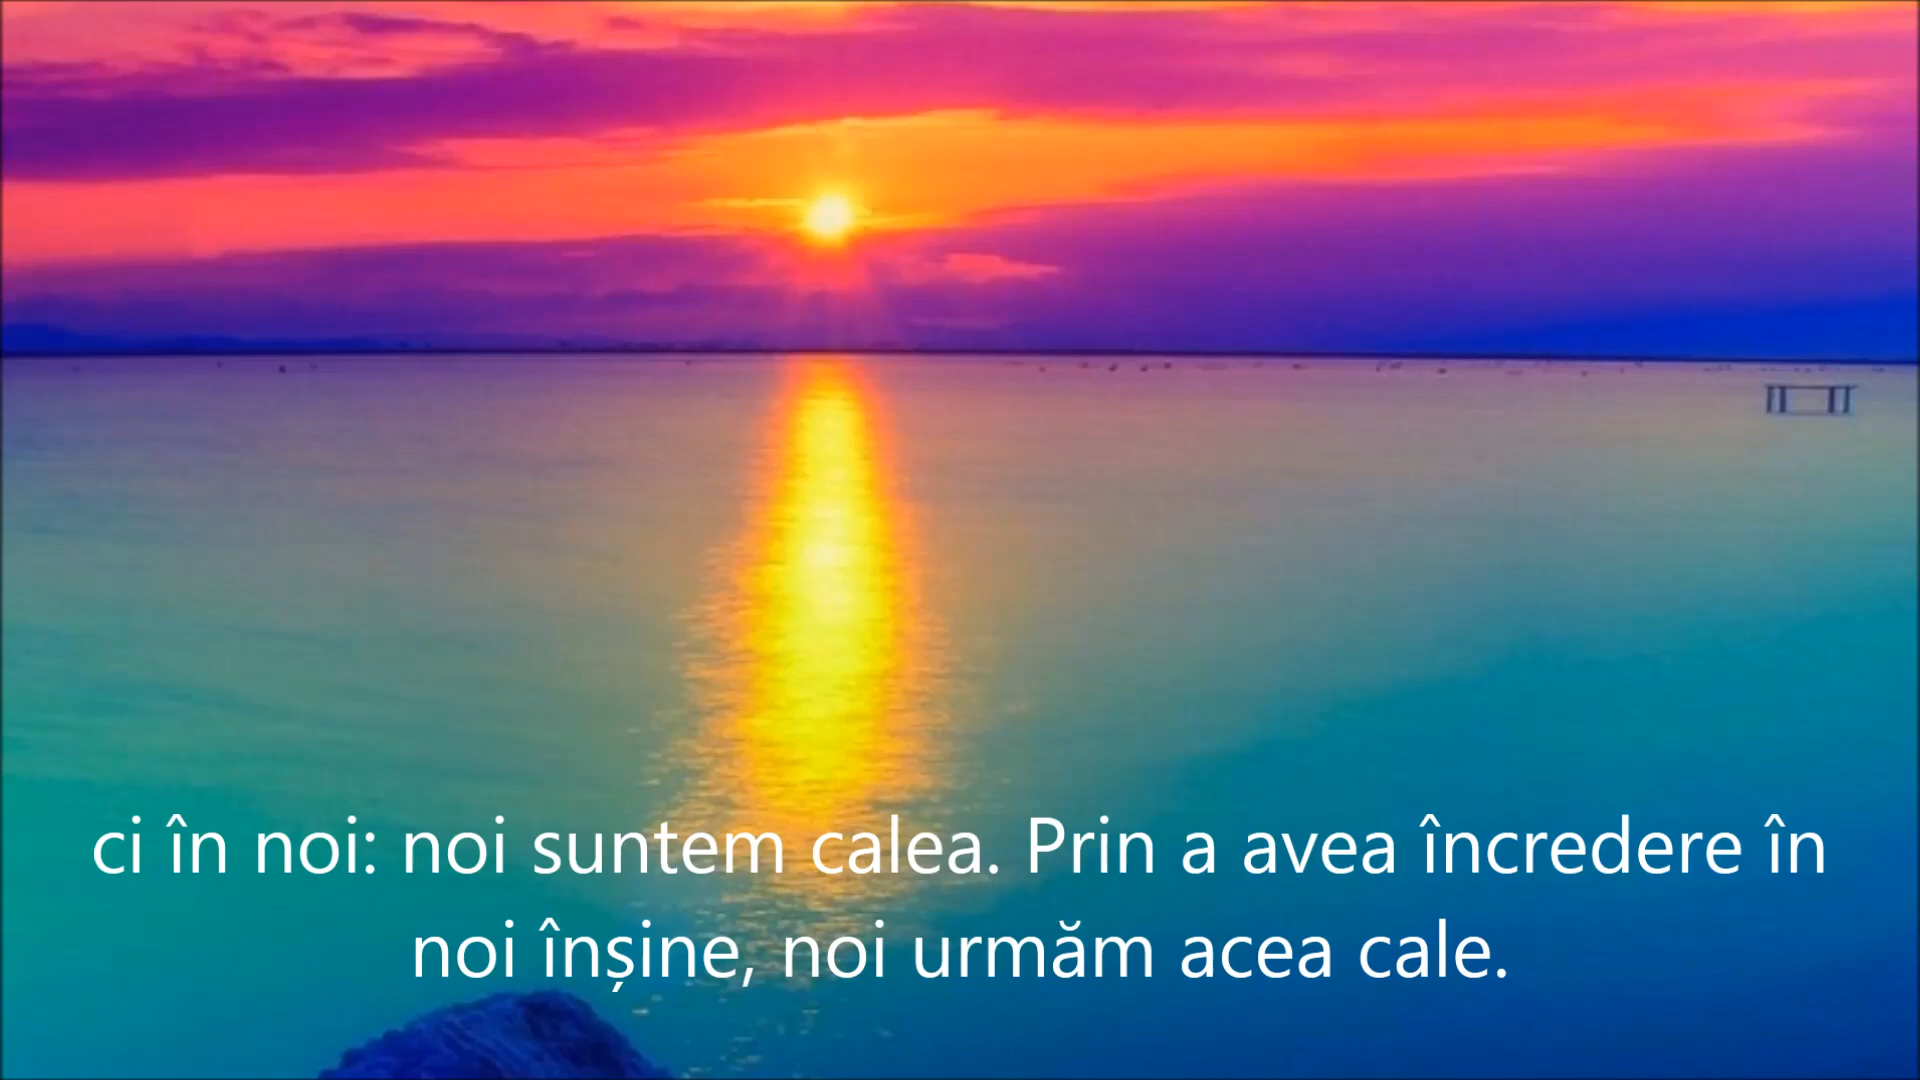 ci în noi: noi suntem calea. Prin a avea încredere în
noi înșine, noi urmăm acea cale.